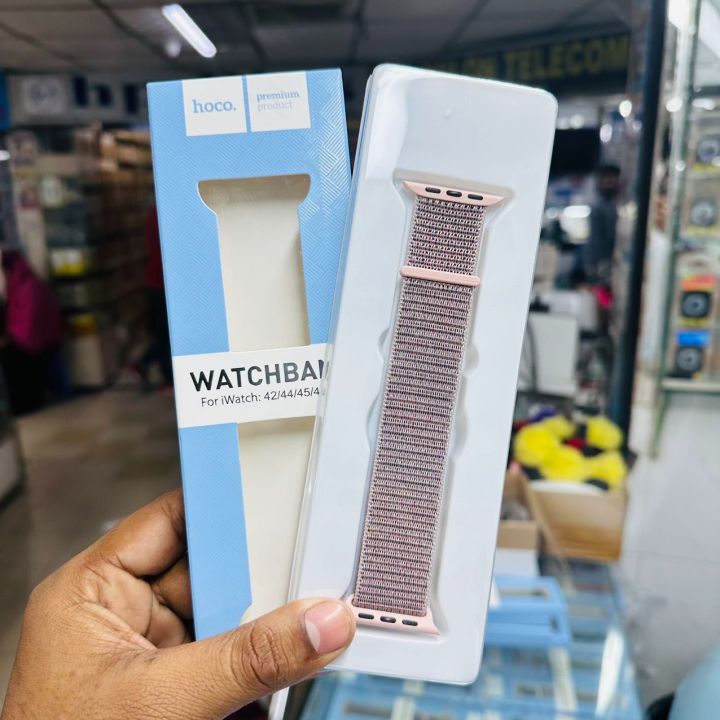 hoco.
premium
product
WATCHBAN
For iWatch: 42/44/45/4
TELECOM